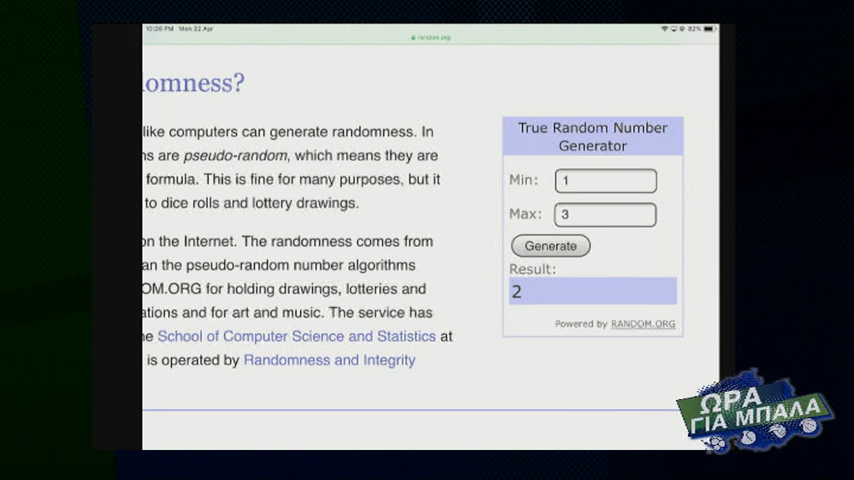 10:28 PM Mon 22 Apr
random.org
82%
domness?
like computers can generate randomness. In
ns are pseudo-random, which means they are
formula. This is fine for many purposes, but it
to dice rolls and lottery drawings.
on the Internet. The randomness comes from
an the pseudo-random number algorithms
OM.ORG for holding drawings, lotteries and
ations and for art and music. The service has
he School of Computer Science and Statistics at
is operated by Randomness and Integrity
True Random Number
Generator
Min: 1
Max: 3
Generate
Result:
2
Powered by RANDOM.ORG
ΩΡΑ
ΓΙΑ ΜΠΑΛΑ